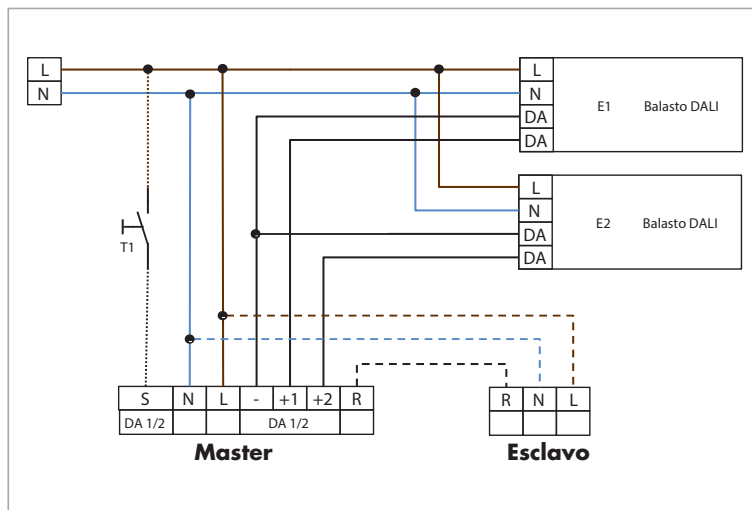 L
N
L
N
DA
DA
E1 Balasto DALI
L
N
DA
DA
E2 Balasto DALI
T1
S N L - +1 +2 R
DA 1/2 DA 1/2
Master
R N L
Esclavo